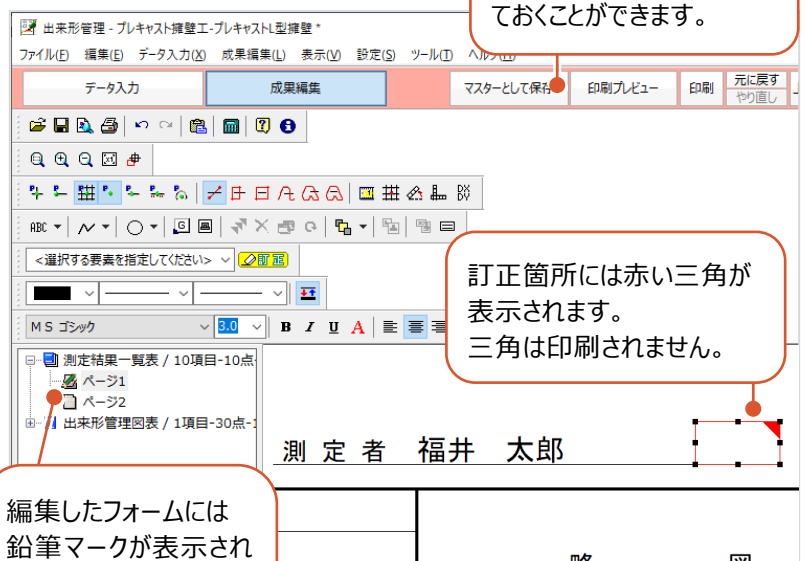 ておくことができます。
出来形管理 - プレキャスト擁壁工-プレキャストL型擁壁 *
ファイル(F) 編集(E) データ入力(X) 成果編集(L) 表示(V) 設定(S) ツール(T) ヘルプ(H)
データ入力 成果編集 マスターとして保存 印刷プレビュー 印刷 元に戻す
やり直し
ABC
<選択する要素を指定してください> 訂正
訂正箇所には赤い三角が
表示されます。
三角は印刷されません。
MS ゴシック 3.0 B I U A
測定結果一覧表 / 10項目-10点
ページ1
ページ2
出来形管理図表 / 1項目-30点-1
測定者 福井 太郎
編集したフォームには
鉛筆マークが表示され
略 図